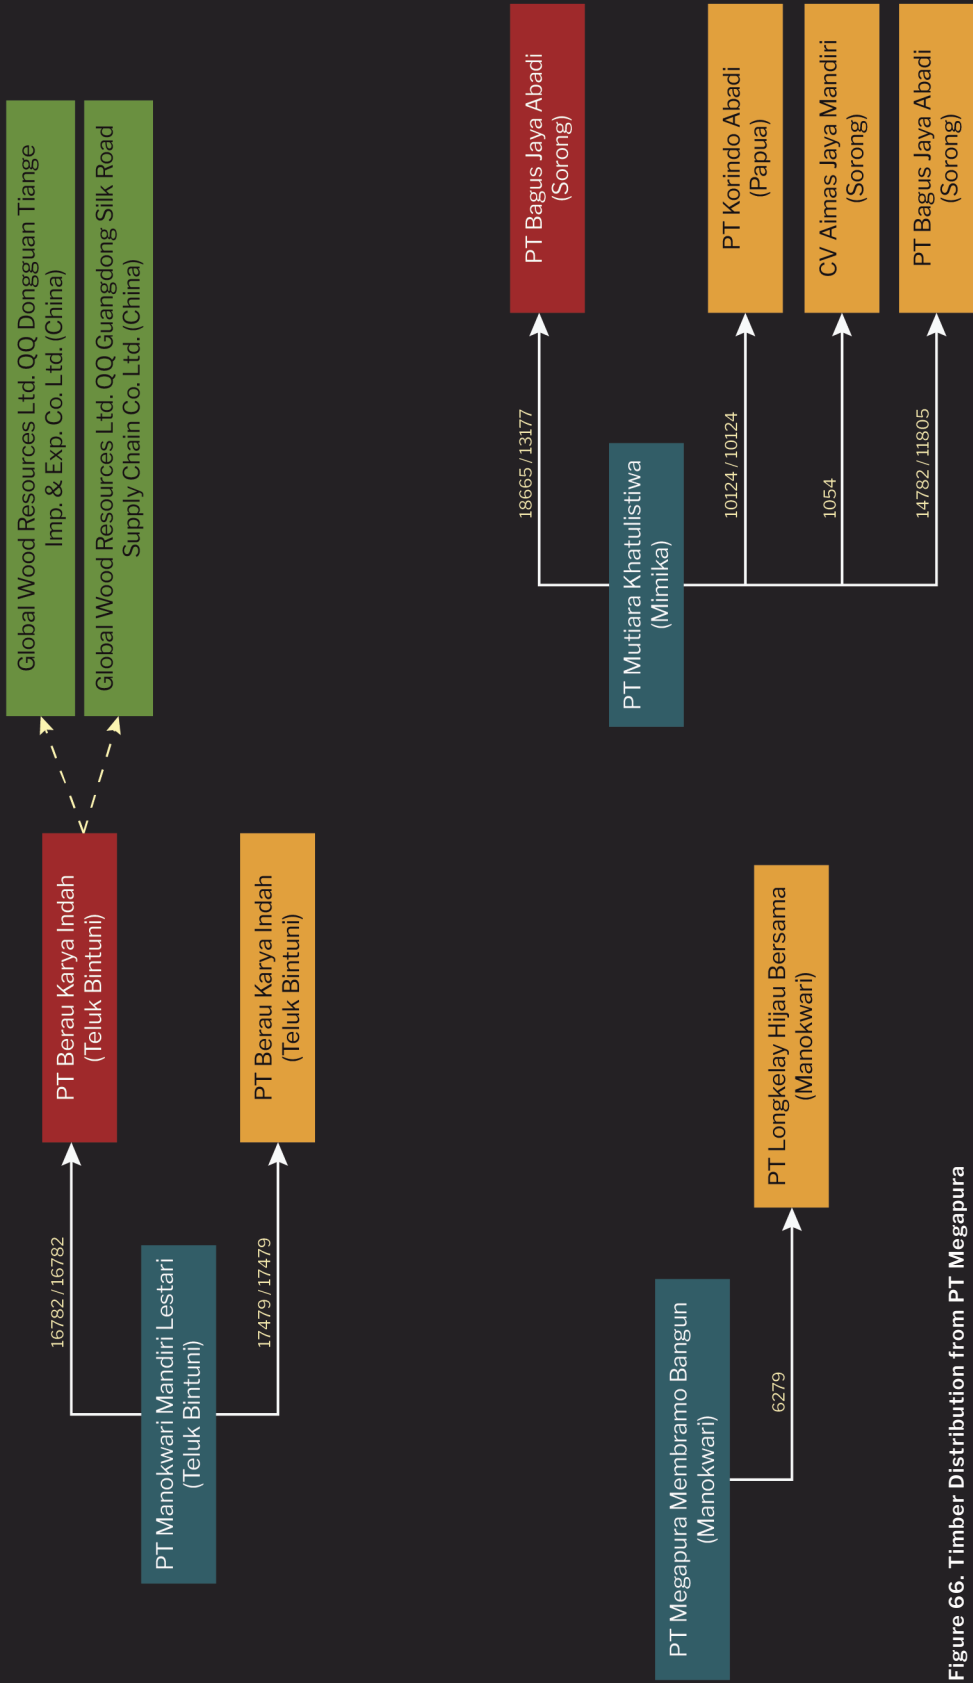 Global Wood Resources Ltd. QQ Dongguan Tiange
Imp. & Exp. Co. Ltd. (China)
Global Wood Resources Ltd. QQ Guangdong Silk Road
Supply Chain Co. Ltd. (China)
PT Berau Karya Indah
(Teluk Bintuni)
16782 / 16782
PT Manokwari Mandiri Lestari
(Teluk Bintuni)
17479 / 17479
PT Berau Karya Indah
(Teluk Bintuni)
PT Bagus Jaya Abadi
(Sorong)
18665 / 13177
PT Mutiara Khatulistiwa
(Mimika)
10124 / 10124
PT Korindo Abadi
(Papua)
1054
CV Aimas Jaya Mandiri
(Sorong)
14782 / 11805
PT Bagus Jaya Abadi
(Sorong)
PT Megapura Membramo Bangun
(Manokwari)
6279
PT Longkelay Hijau Bersama
(Manokwari)
Figure 66. Timber Distribution from PT Megapura